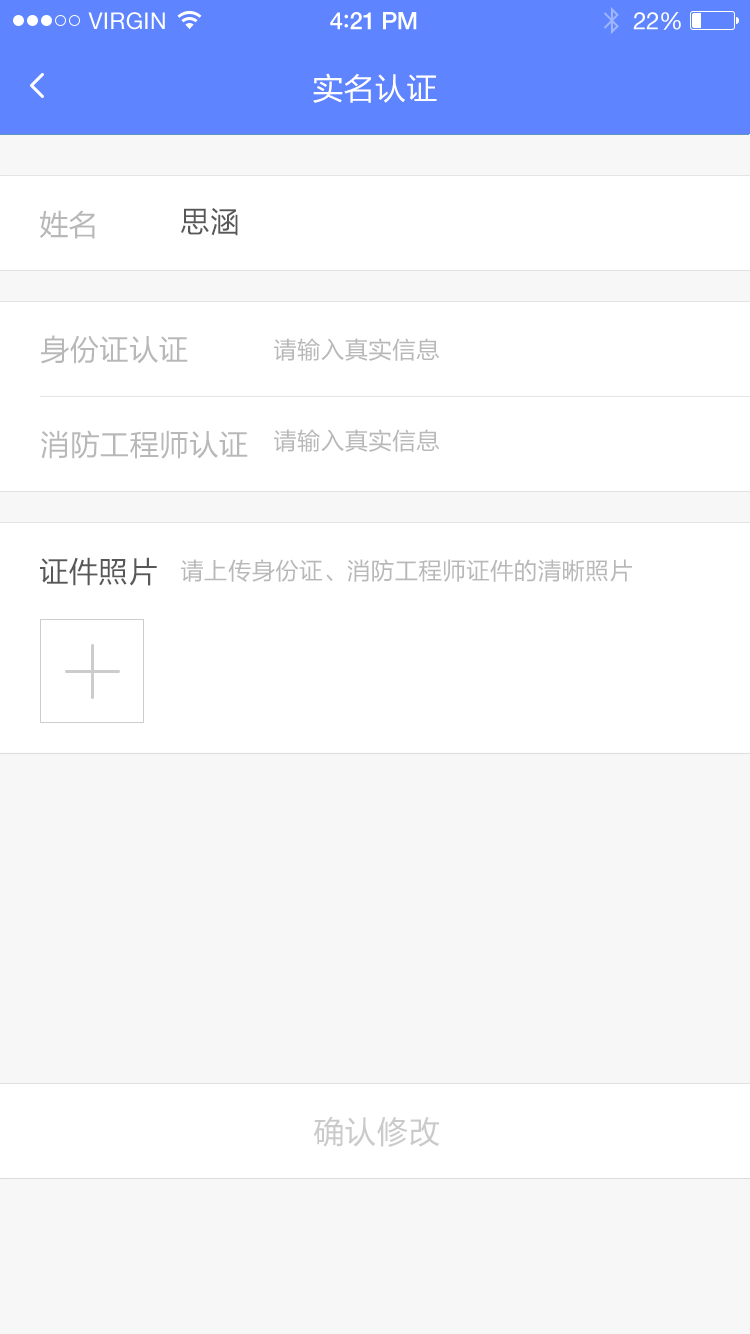 VIRGIN 4:21 PM 22%
实名认证
姓名 思涵
身份证认证 请输入真实信息
消防工程师认证 请输入真实信息
证件照片 请上传身份证、消防工程师证件的清晰照片
确认修改